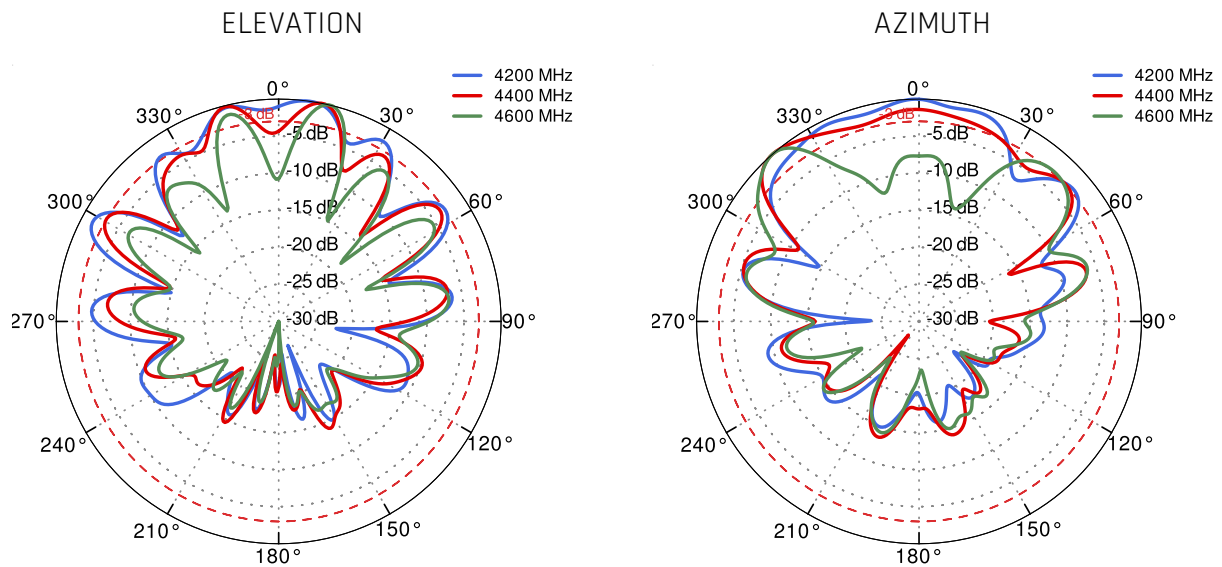 ELEVATION
4200 MHz
4400 MHz
4600 MHz
0°
30°
60°
90°
120°
150°
180°
210°
240°
270°
300°
330°
-3 dB
-5 dB
-10 dB
-15 dB
-20 dB
-25 dB
-30 dB
AZIMUTH
4200 MHz
4400 MHz
4600 MHz
0°
30°
60°
90°
120°
150°
180°
210°
240°
270°
300°
330°
-3 dB
-5 dB
-10 dB
-15 dB
-20 dB
-25 dB
-30 dB